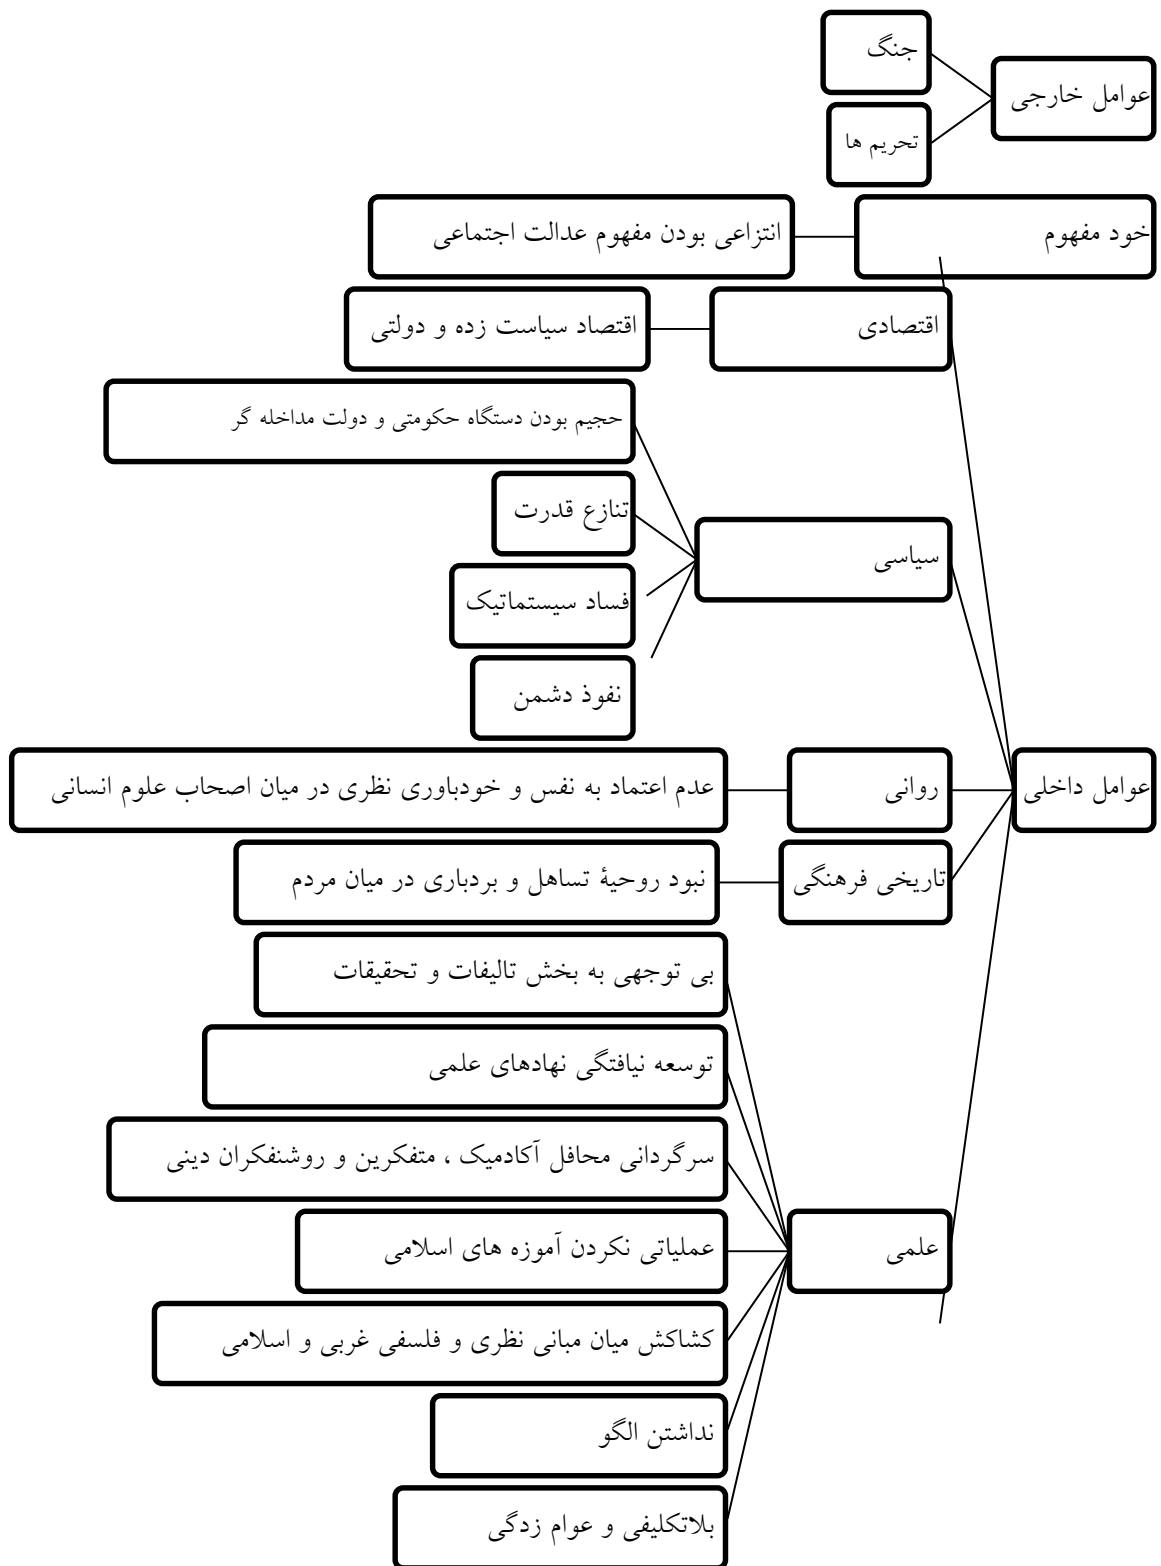 عوامل خارجی
جنگ
تحریم ها
خود مفهوم
انتزاعی بودن مفهوم عدالت اجتماعی
عوامل داخلی
اقتصادی
اقتصاد سیاست زده و دولتی
سیاسی
حجیم بودن دستگاه حکومتی و دولت مداخله گر
تنازع قدرت
فساد سیستماتیک
نفوذ دشمن
روانی
عدم اعتماد به نفس و خودباوری نظری در میان اصحاب علوم انسانی
تاریخی فرهنگی
نبود روحیۀ تساهل و بردباری در میان مردم
علمی
بی توجهی به بخش تالیفات و تحقیقات
توسعه نیافتگی نهادهای علمی
سرگردانی محافل آکادمیک ، متفکرین و روشنفکران دینی
عملیاتی نکردن آموزه های اسلامی
کشاکش میان مبانی نظری و فلسفی غربی و اسلامی
نداشتن الگو
بلاتکلیفی و عوام زدگی